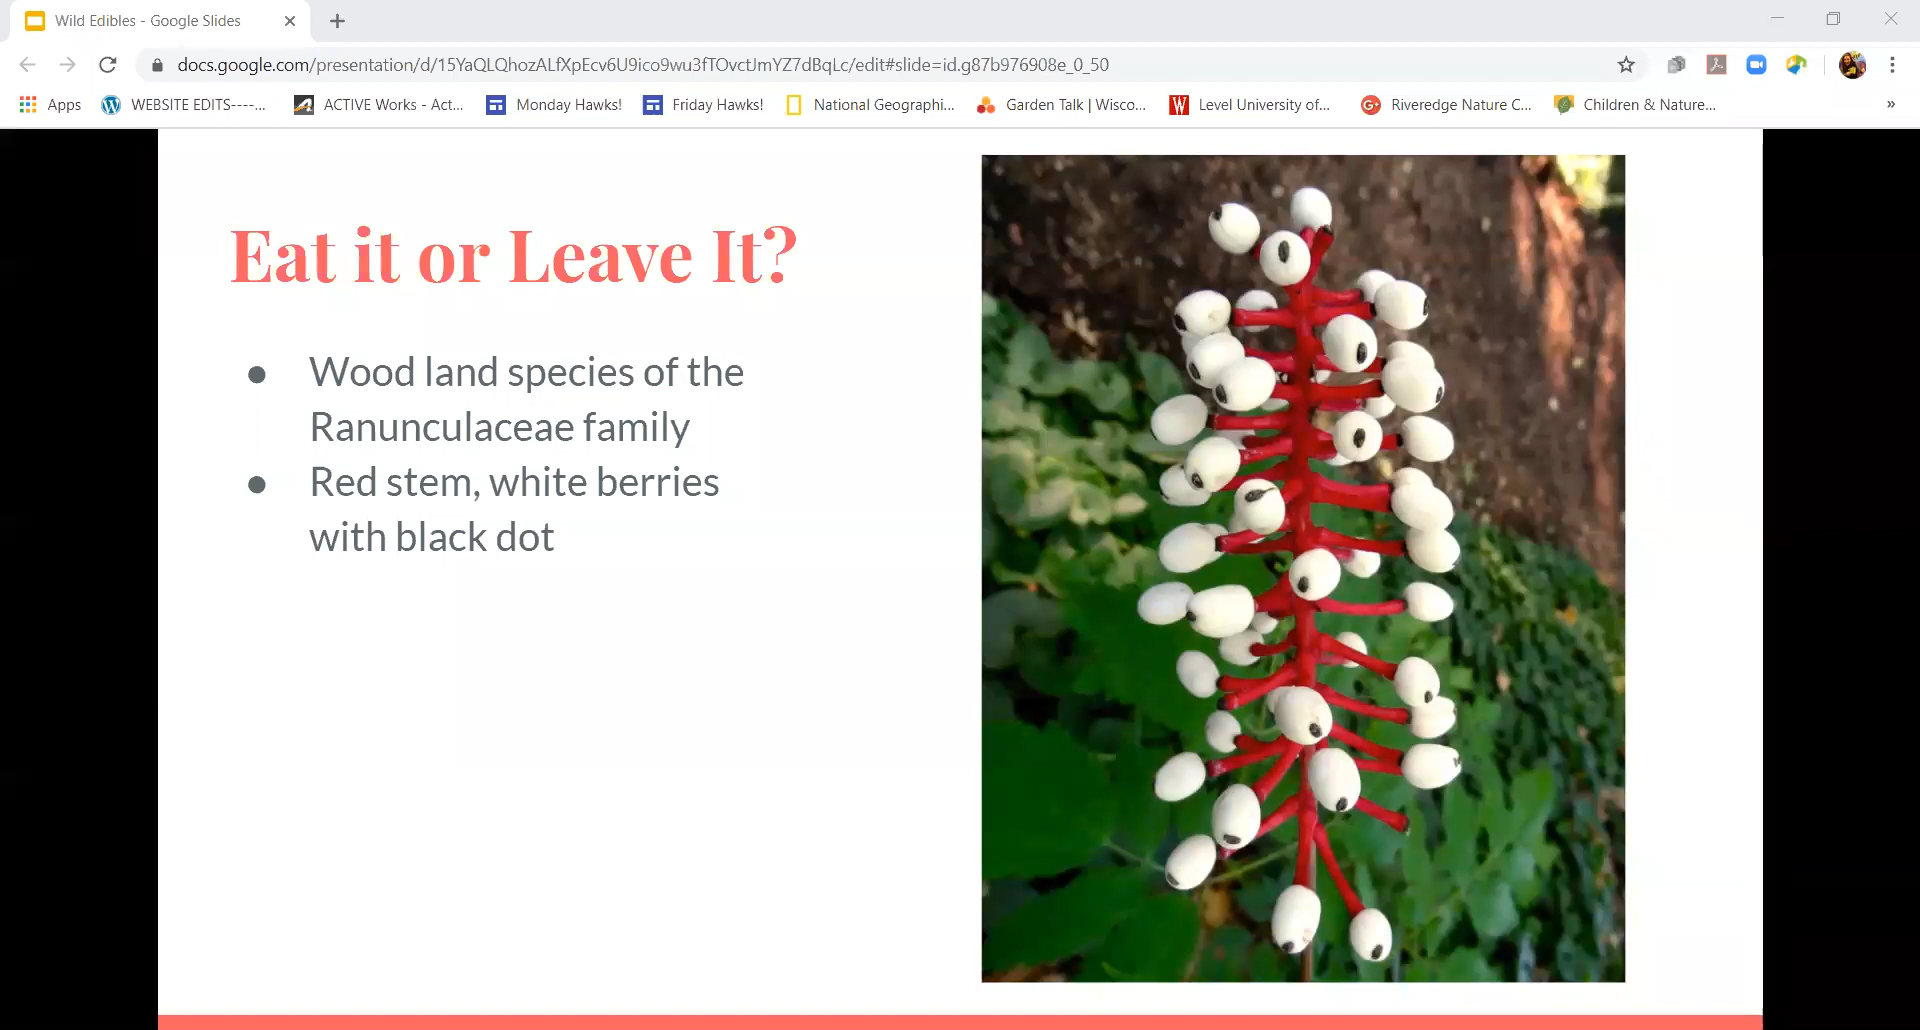 Wild Edibles - Google Slides
docs.google.com/presentation/d/15YaQLQhozALfXpEcv6U9ico9wu3fTOvctJmYZ7dBqLc/edit#slide=id.g87b976908e_0_50
Apps WEBSITE EDITS----... ACTIVE Works - Act... Monday Hawks! Friday Hawks! National Geographi... Garden Talk | Wisco... Level University of... Riveredge Nature C... Children & Nature... »
Eat it or Leave It?
● Wood land species of the
Ranunculaceae family
● Red stem, white berries
with black dot